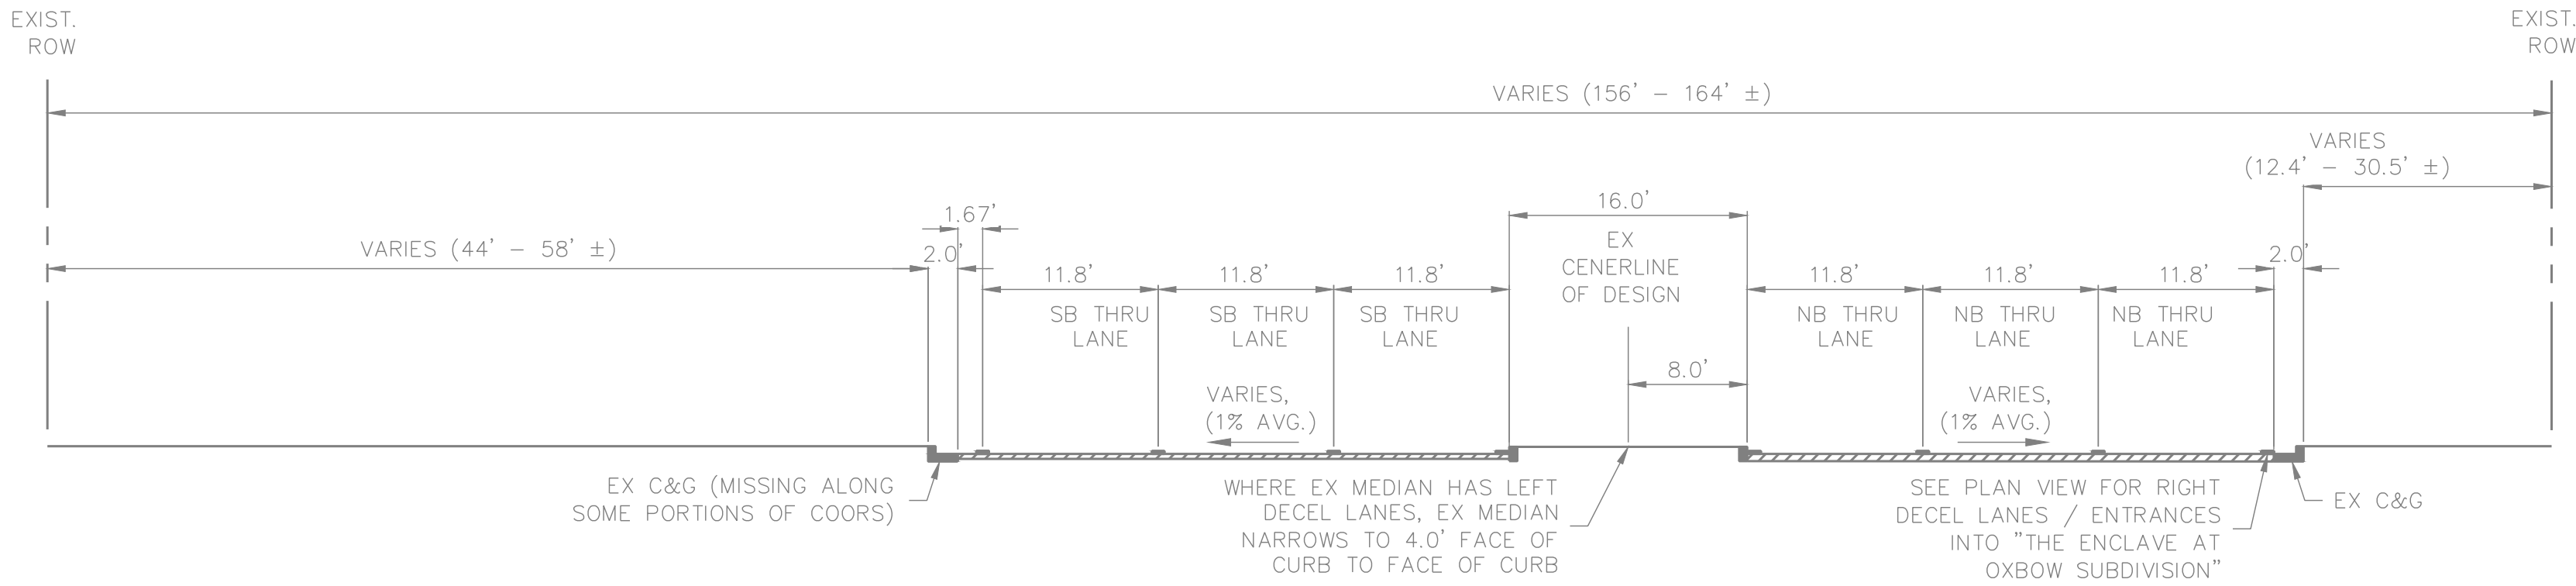 EXIST.
ROW
EXIST.
ROW
VARIES (156' - 164' ±)
VARIES
(12.4' - 30.5' ±)
1.67'
16.0'
VARIES (44' - 58' ±)
2.0'
EX
CENERLINE
OF DESIGN
2.0'
11.8'
11.8'
11.8'
11.8'
11.8'
11.8'
SB THRU
LANE
SB THRU
LANE
SB THRU
LANE
NB THRU
LANE
NB THRU
LANE
NB THRU
LANE
8.0'
VARIES,
(1% AVG.)
VARIES,
(1% AVG.)
EX C&G (MISSING ALONG
SOME PORTIONS OF COORS)
WHERE EX MEDIAN HAS LEFT
DECEL LANES, EX MEDIAN
NARROWS TO 4.0' FACE OF
CURB TO FACE OF CURB
SEE PLAN VIEW FOR RIGHT
DECEL LANES / ENTRANCES
INTO "THE ENCLAVE AT
OXBOW SUBDIVISION"
EX C&G